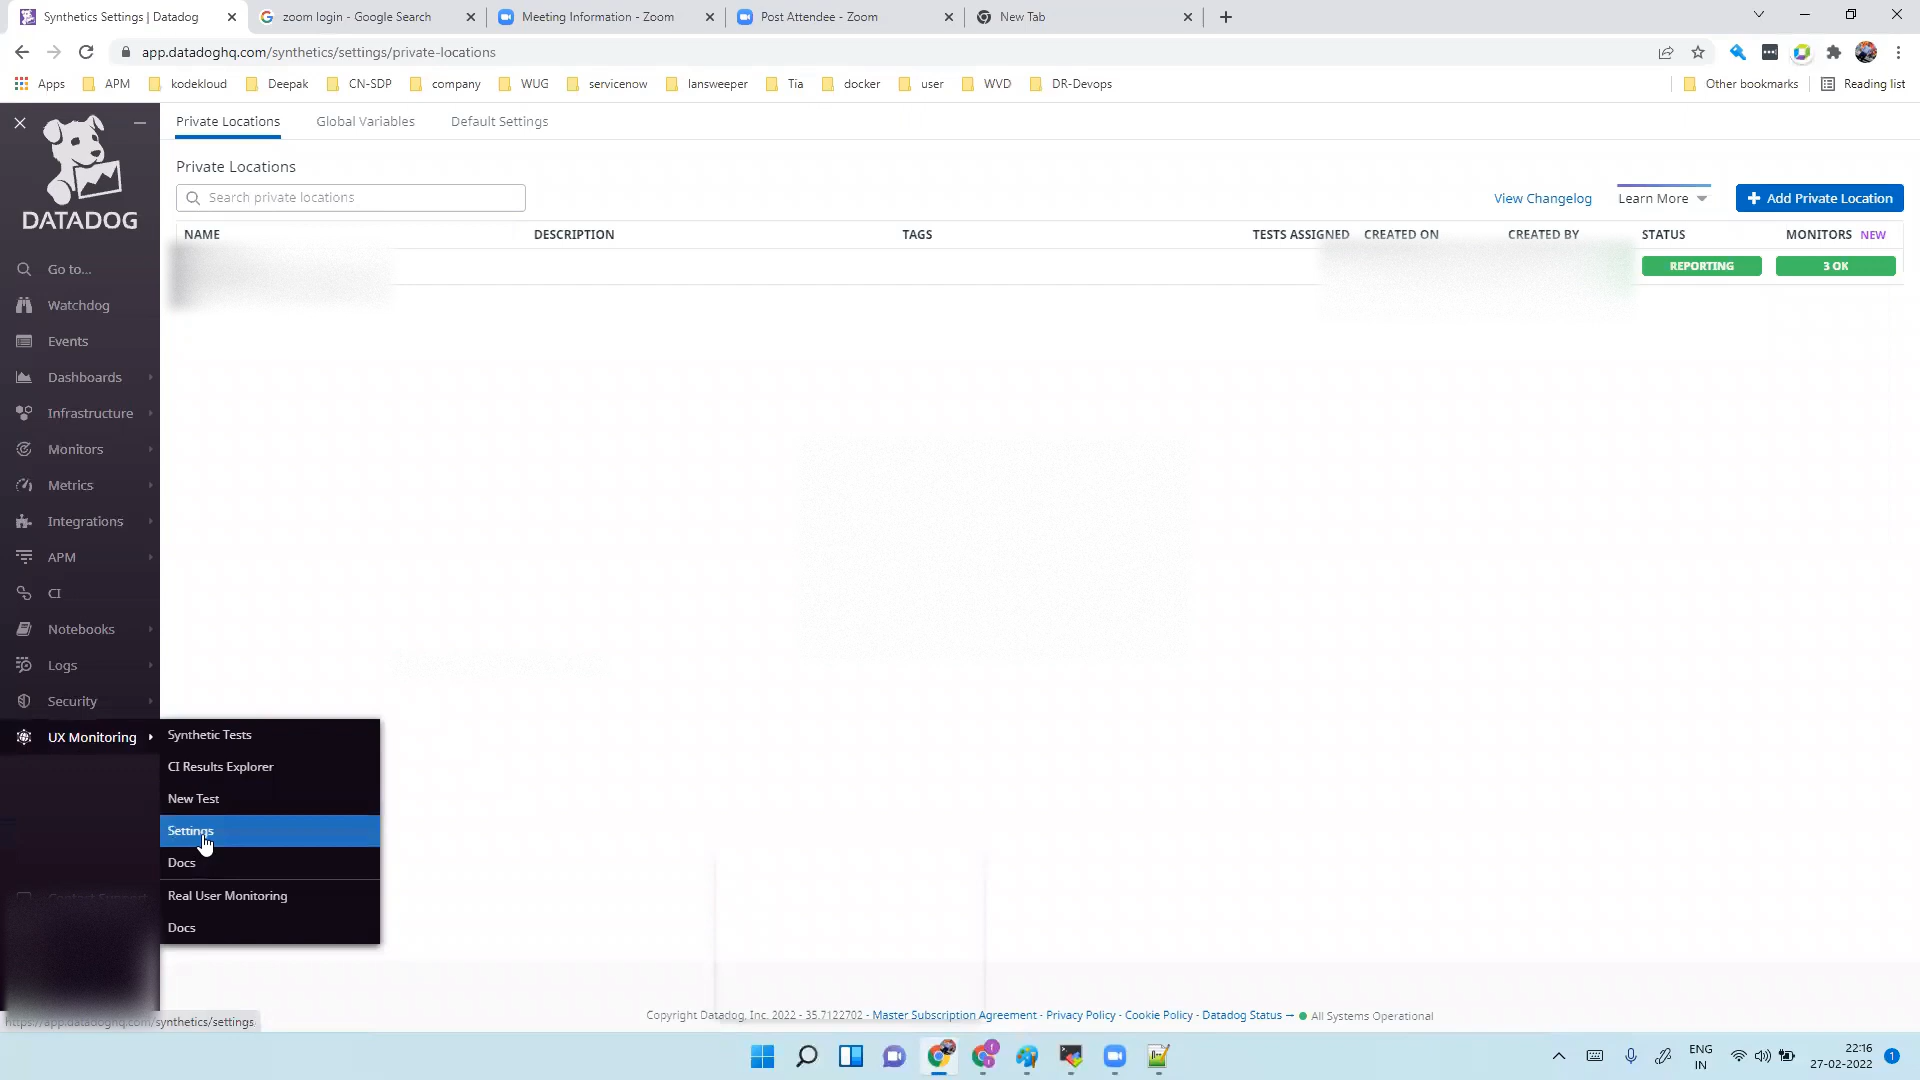 Synthetics Settings | Datadog
zoom login - Google Search
Meeting Information - Zoom
Post Attendee - Zoom
New Tab
app.datadoghq.com/synthetics/settings/private-locations
Apps APM kodekloud Deepak CN-SDP company WUG servicenow lansweeper Tia docker user WVD DR-Devops Other bookmarks Reading list
DATADOG
Private Locations Global Variables Default Settings
Private Locations
Search private locations
View Changelog Learn More Add Private Location
NAME DESCRIPTION TAGS TESTS ASSIGNED CREATED ON CREATED BY STATUS MONITORS NEW
REPORTING 3 OK
Go to...
Watchdog
Events
Dashboards
Infrastructure
Monitors
Metrics
Integrations
APM
CI
Notebooks
Logs
Security
UX Monitoring
Synthetic Tests
CI Results Explorer
New Test
Settings
Docs
Real User Monitoring
Docs
https://app.datadoghq.com/synthetics/settings
Copyright Datadog, Inc. 2022 - 35.7122702 - Master Subscription Agreement - Privacy Policy - Cookie Policy - Datadog Status → All Systems Operational
ENG
IN
22:16
27-02-2022
1